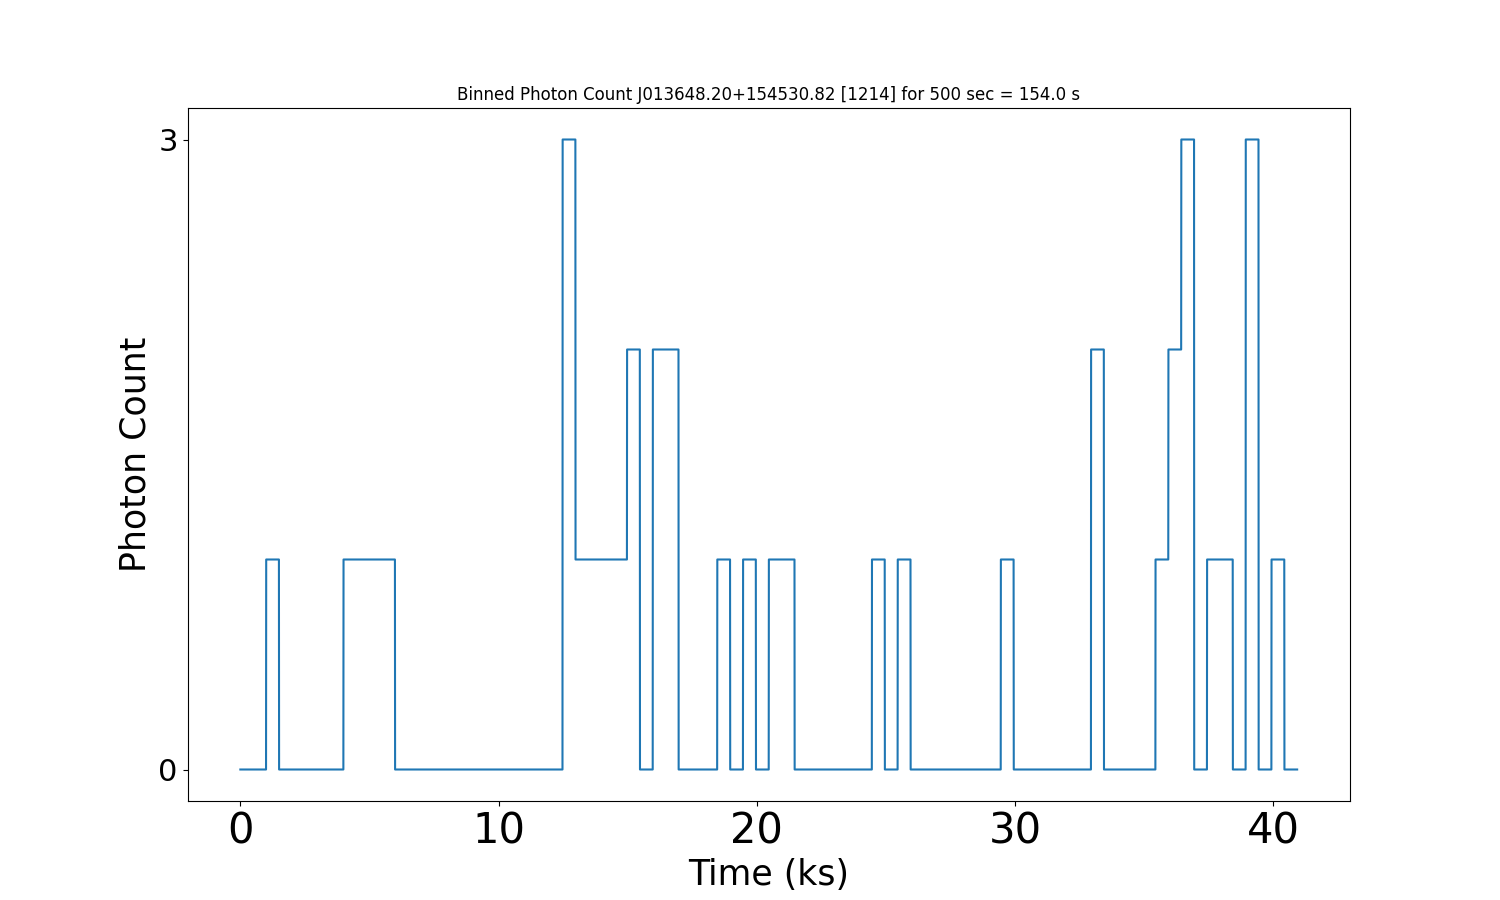 Binned Photon Count J013648.20+154530.82 [1214] for 500 sec = 154.0 s
3
Photon Count
0
0 10 20 30 40
Time (ks)